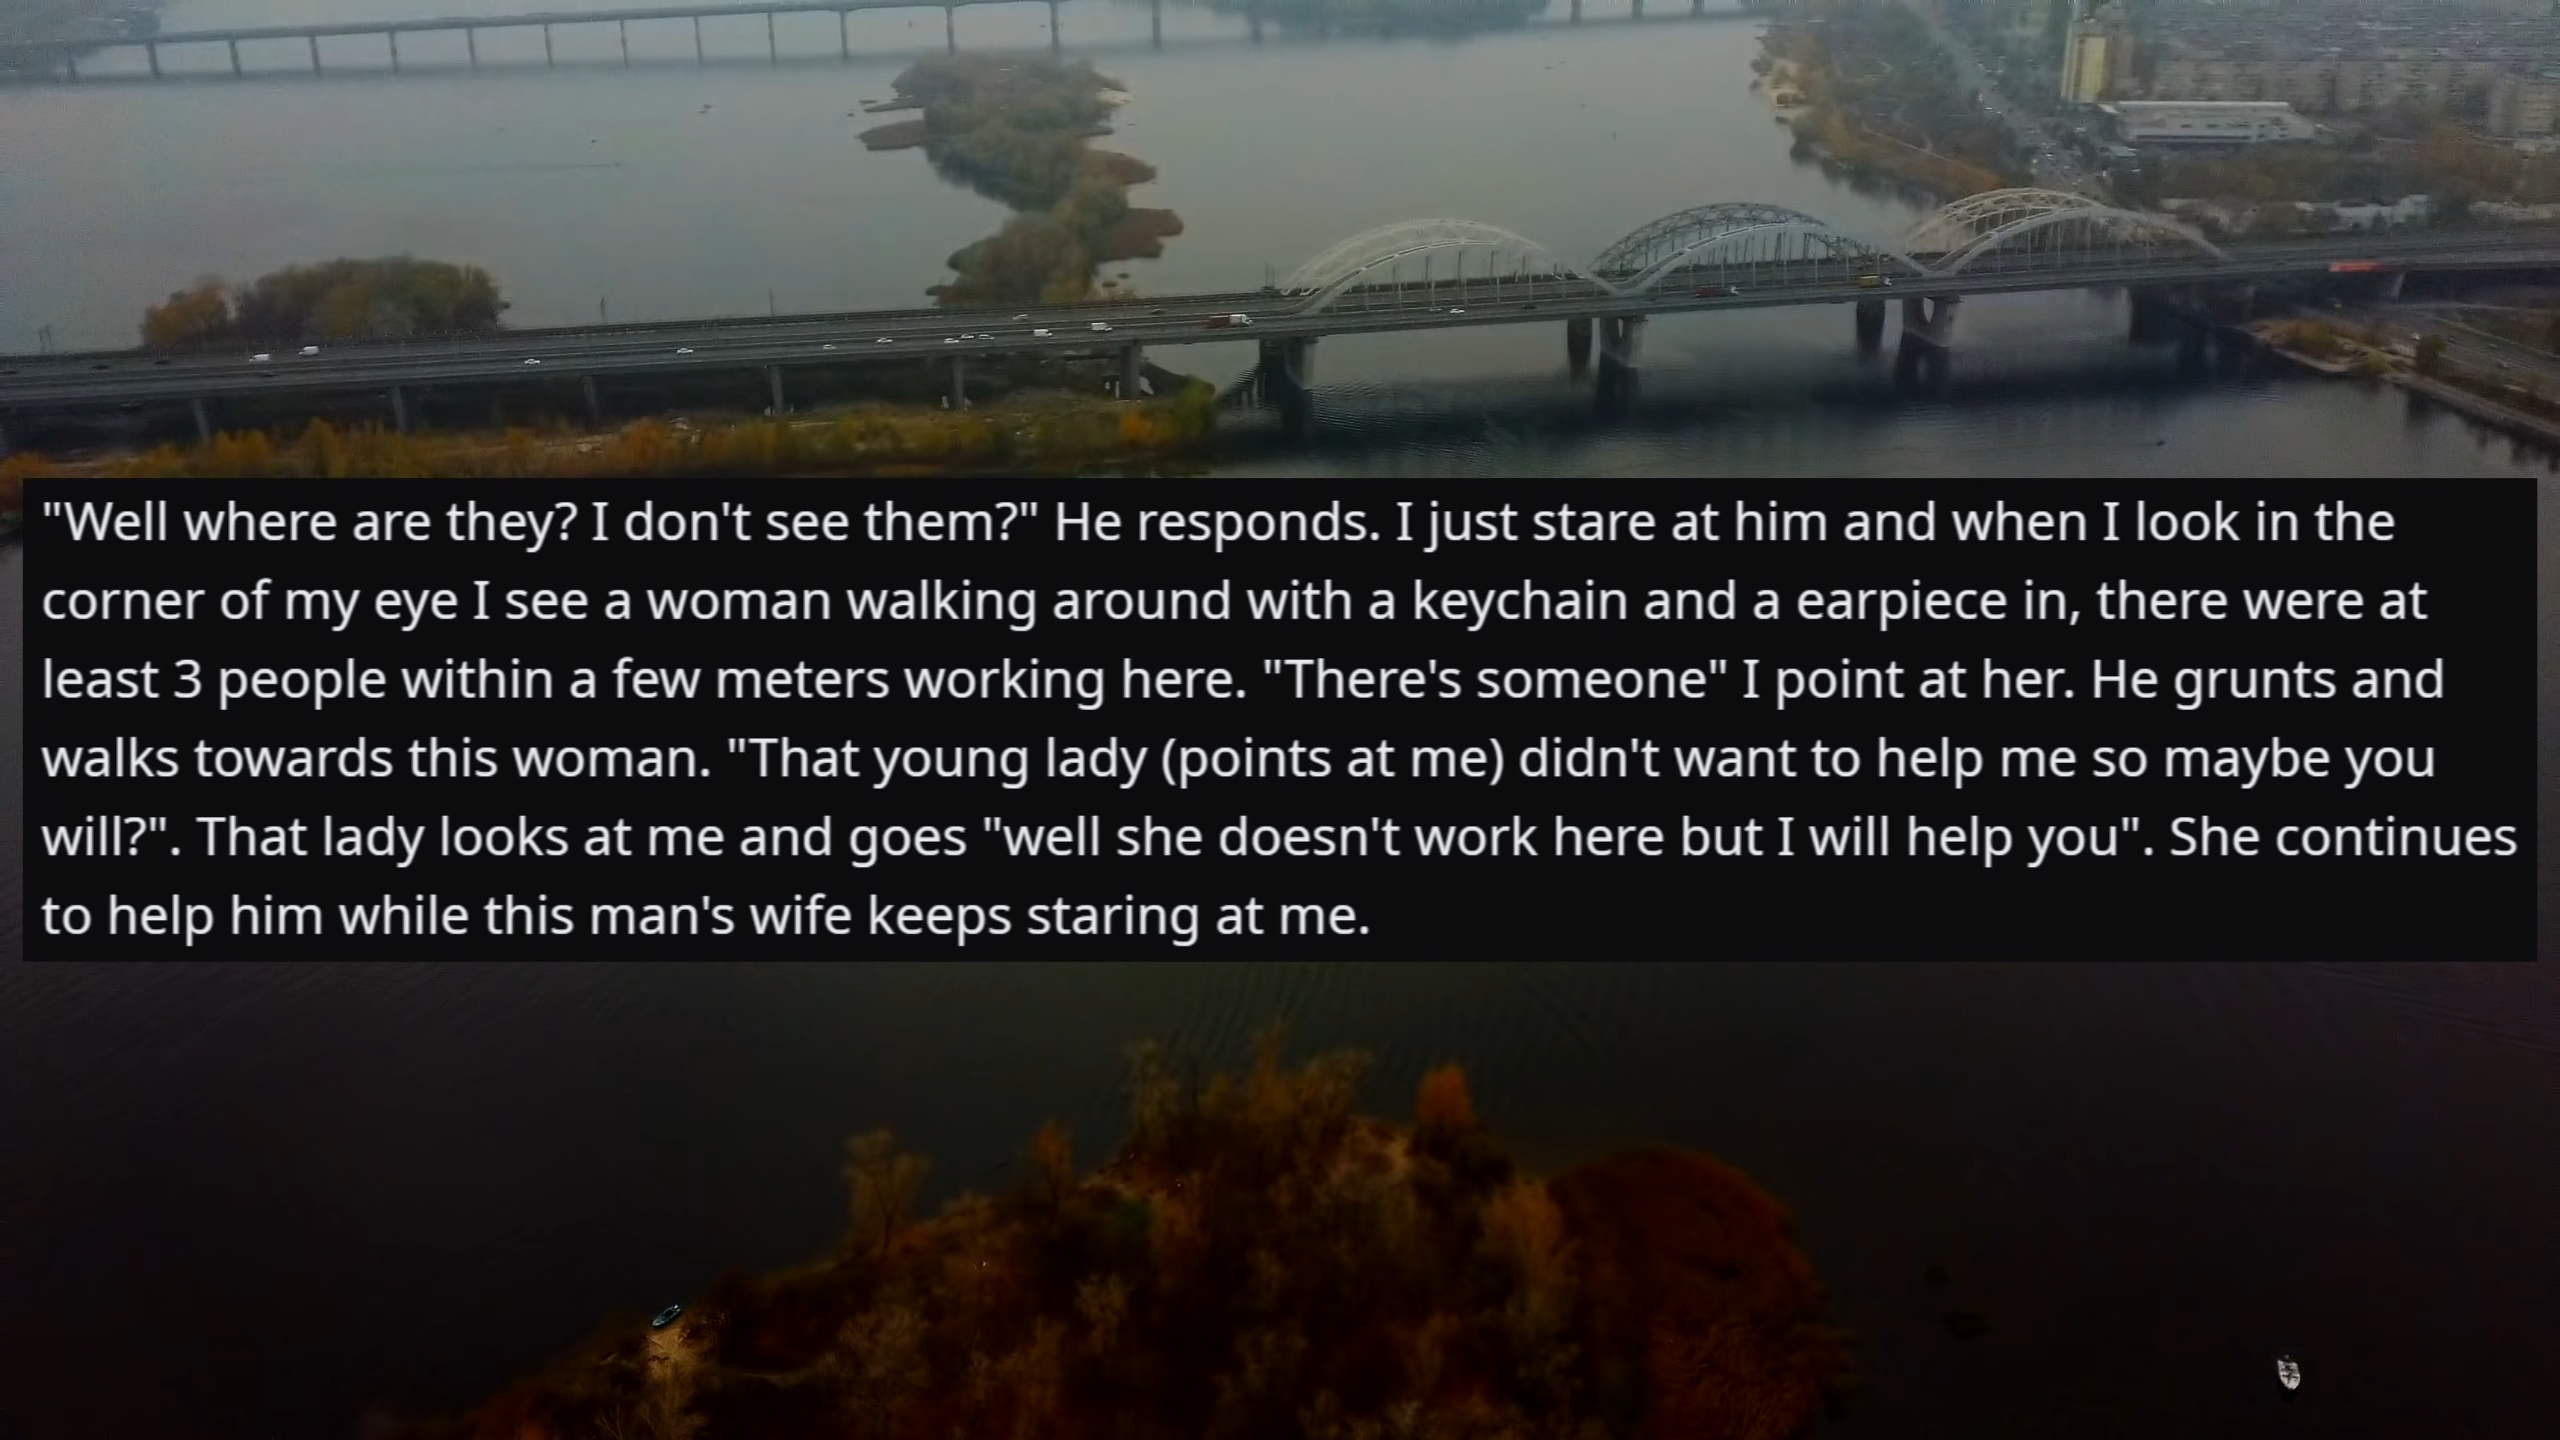 "Well where are they? I don't see them?" He responds. I just stare at him and when I look in the
corner of my eye I see a woman walking around with a keychain and a earpiece in, there were at
least 3 people within a few meters working here. "There's someone" I point at her. He grunts and
walks towards this woman. "That young lady (points at me) didn't want to help me so maybe you
will?". That lady looks at me and goes "well she doesn't work here but I will help you". She continues
to help him while this man's wife keeps staring at me.